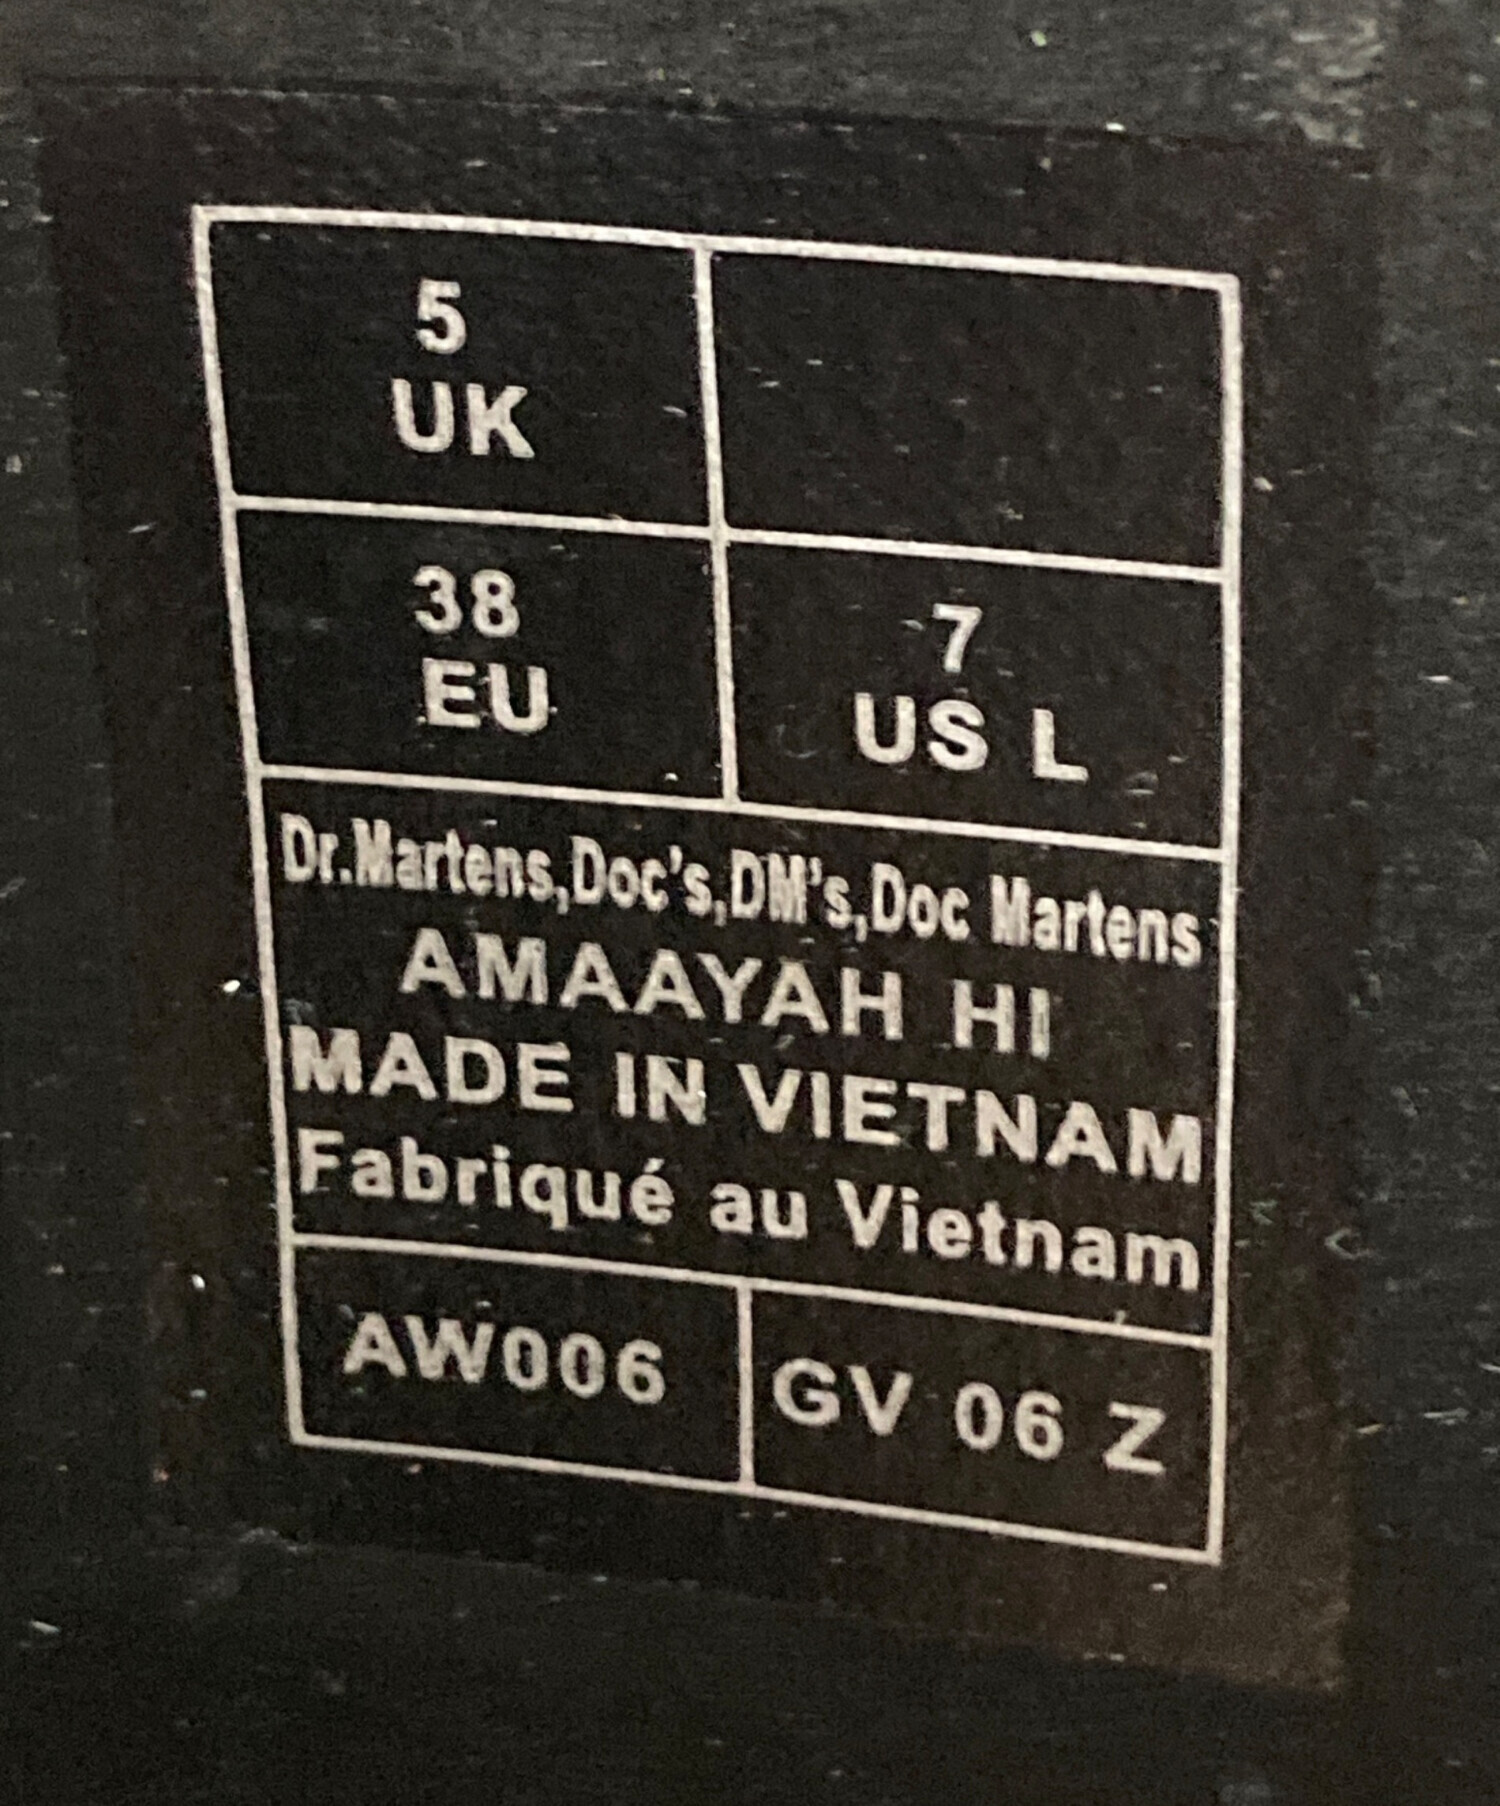 5
UK
38
EU
7
US L
Dr.Martens,Doc's,DM's,Doc Martens
AMAAYAH HI
MADE IN VIETNAM
Fabriqué au Vietnam
AW006
GV 06 Z